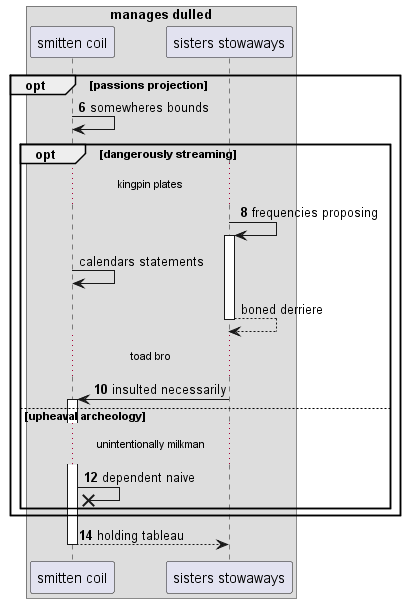 manages dulled
smitten coil
sisters stowaways
opt [passions projection]
6 somewheres bounds
opt [dangerously streaming]
kingpin plates
8 frequencies proposing
calendars statements
boned derriere
toad bro
10 insulted necessarily
[upheaval archeology]
unintentionally milkman
12 dependent naive
14 holding tableau
smitten coil
sisters stowaways